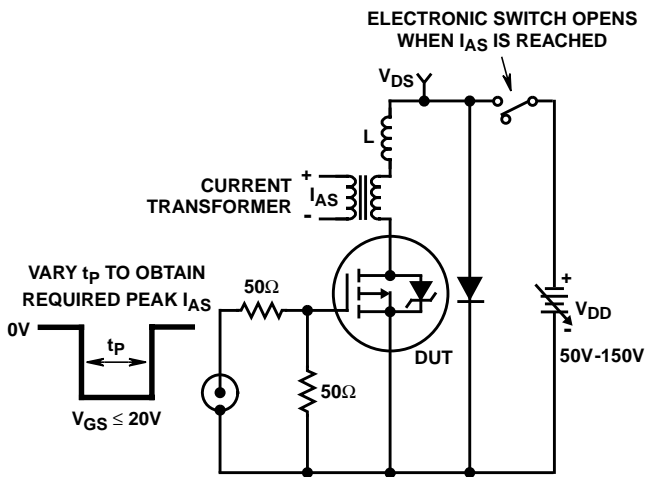 ELECTRONIC SWITCH OPENS
WHEN IAS IS REACHED
VDS
L
+
IAS
-
CURRENT
TRANSFORMER
VARY tP TO OBTAIN
REQUIRED PEAK IAS
50Ω
0V
tP
VGS ≤ 20V
50Ω
DUT
+
VDD
-
50V-150V